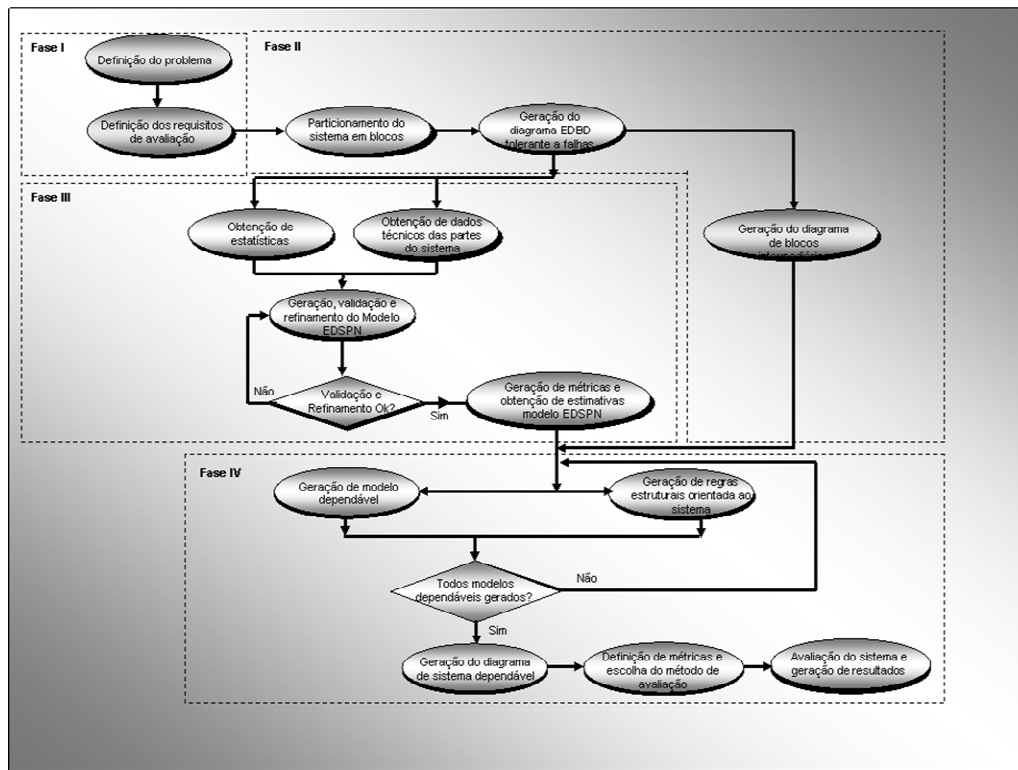 Fase I
Definição do problema
Definição dos requisitos
de avaliação
Fase II
Particionamento do
sistema em blocos
Geração do
diagrama EDBD
tolerante a falhas
Geração do diagrama
de blocos
Fase III
Obtenção de
estatísticas
Obtenção de dados
técnicos das partes
do sistema
Geração, validação e
refinamento do Modelo
EDSPN
Não
Validação e
Refinamento Ok?
Sim
Geração de métricas e
obtenção de estimativas
modelo EDSPN
Fase IV
Geração de modelo
dependável
Geração de regras
estruturais orientada ao
sistema
Todos modelos
dependáveis gerados?
Não
Sim
Geração do diagrama
de sistema dependável
Definição de métricas e
escolha do método de
avaliação
Avaliação do sistema e
geração de resultados